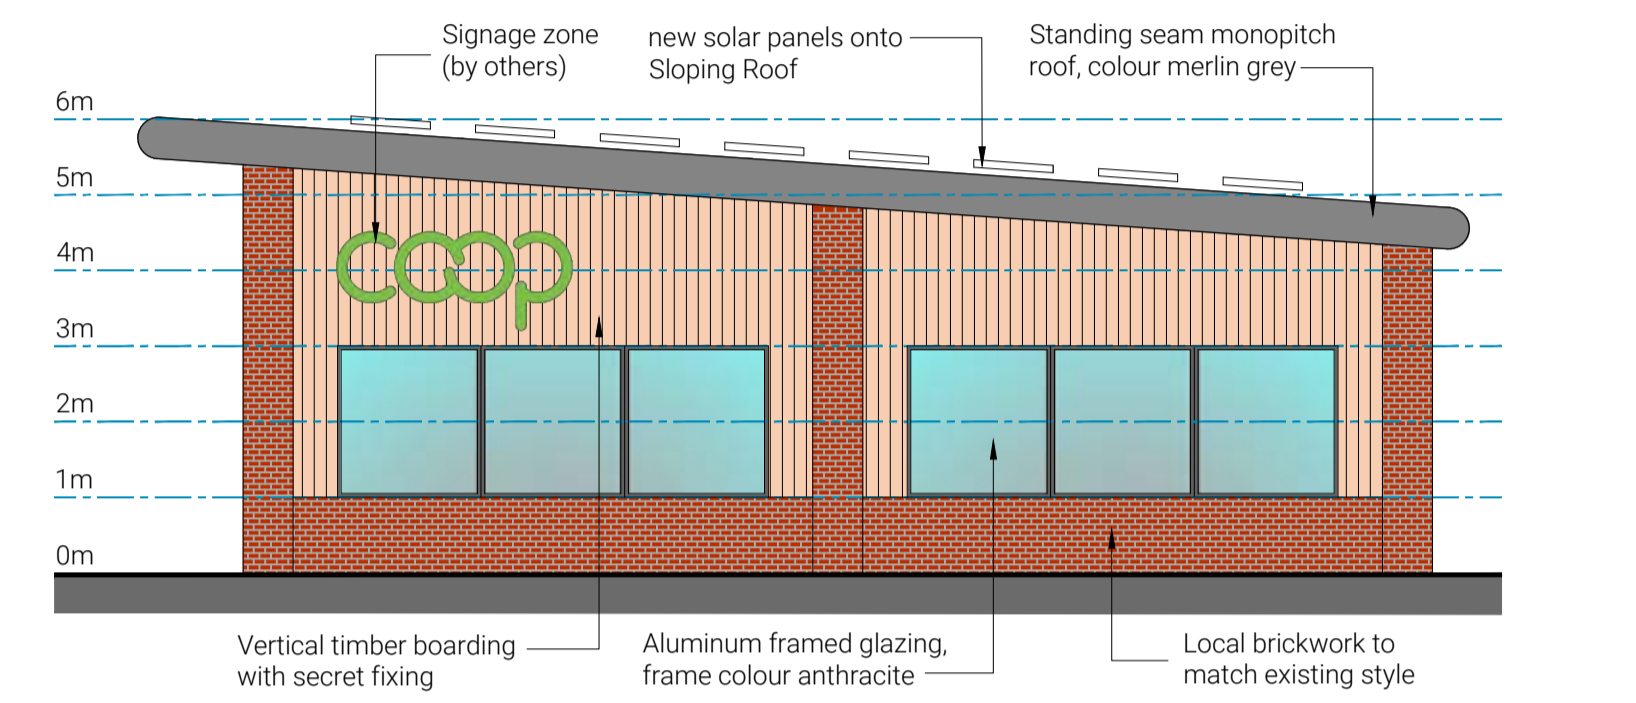 Signage zone
(by others)
new solar panels onto
Sloping Roof
Standing seam monopitch
roof, colour merlin grey
6m
5m
4m
3m
2m
1m
0m
coop
Vertical timber boarding
with secret fixing
Aluminum framed glazing,
frame colour anthracite
Local brickwork to
match existing style